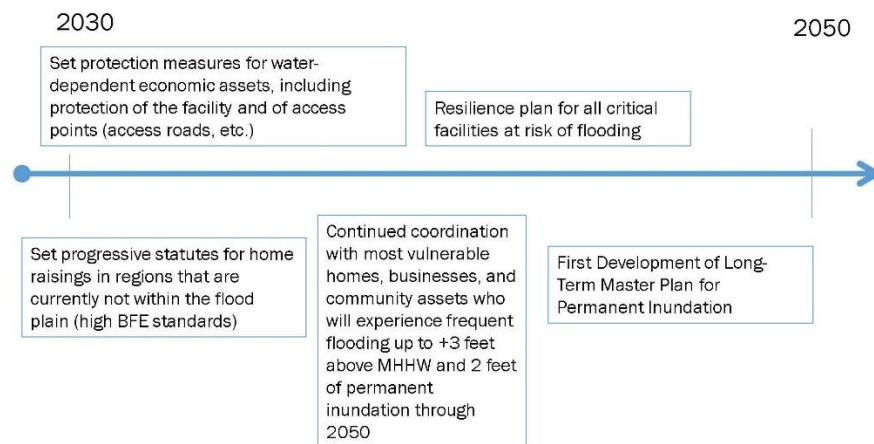 2030
2050
Set protection measures for water-
dependent economic assets, including
protection of the facility and of access
points (access roads, etc.)
Resilience plan for all critical
facilities at risk of flooding
Set progressive statutes for home
raisings in regions that are
currently not within the flood
plain (high BFE standards)
Continued coordination
with most vulnerable
homes, businesses, and
community assets who
will experience frequent
flooding up to +3 feet
above MHHW and 2 feet
of permanent
inundation through
2050
First Development of Long-
Term Master Plan for
Permanent Inundation